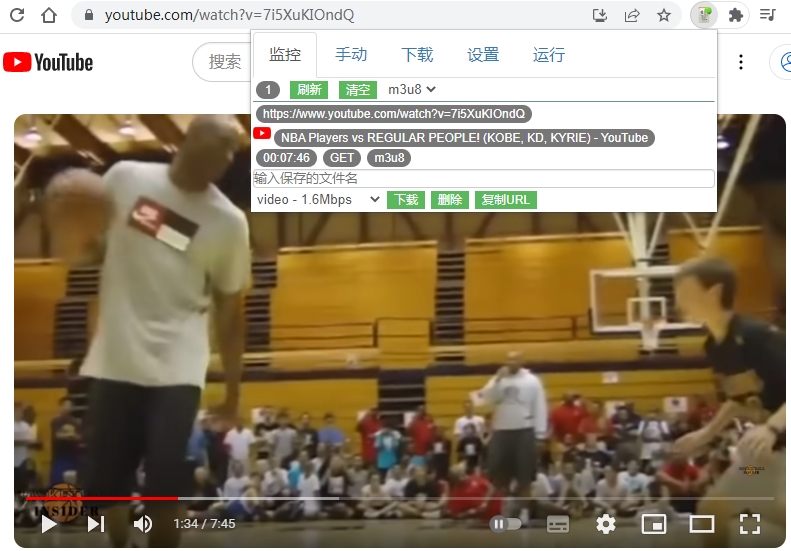 youtube.com/watch?v=7i5XuKIOndQ
YouTube
搜索
监控 手动 下载 设置 运行
1 刷新 清空 m3u8
https://www.youtube.com/watch?v=7i5XuKIOndQ
NBA Players vs REGULAR PEOPLE! (KOBE, KD, KYRIE) - YouTube
00:07:46 GET m3u8
输入保存的文件名
video - 1.6Mbps 下载 删除 复制URL
INSIDER
1:34 / 7:45